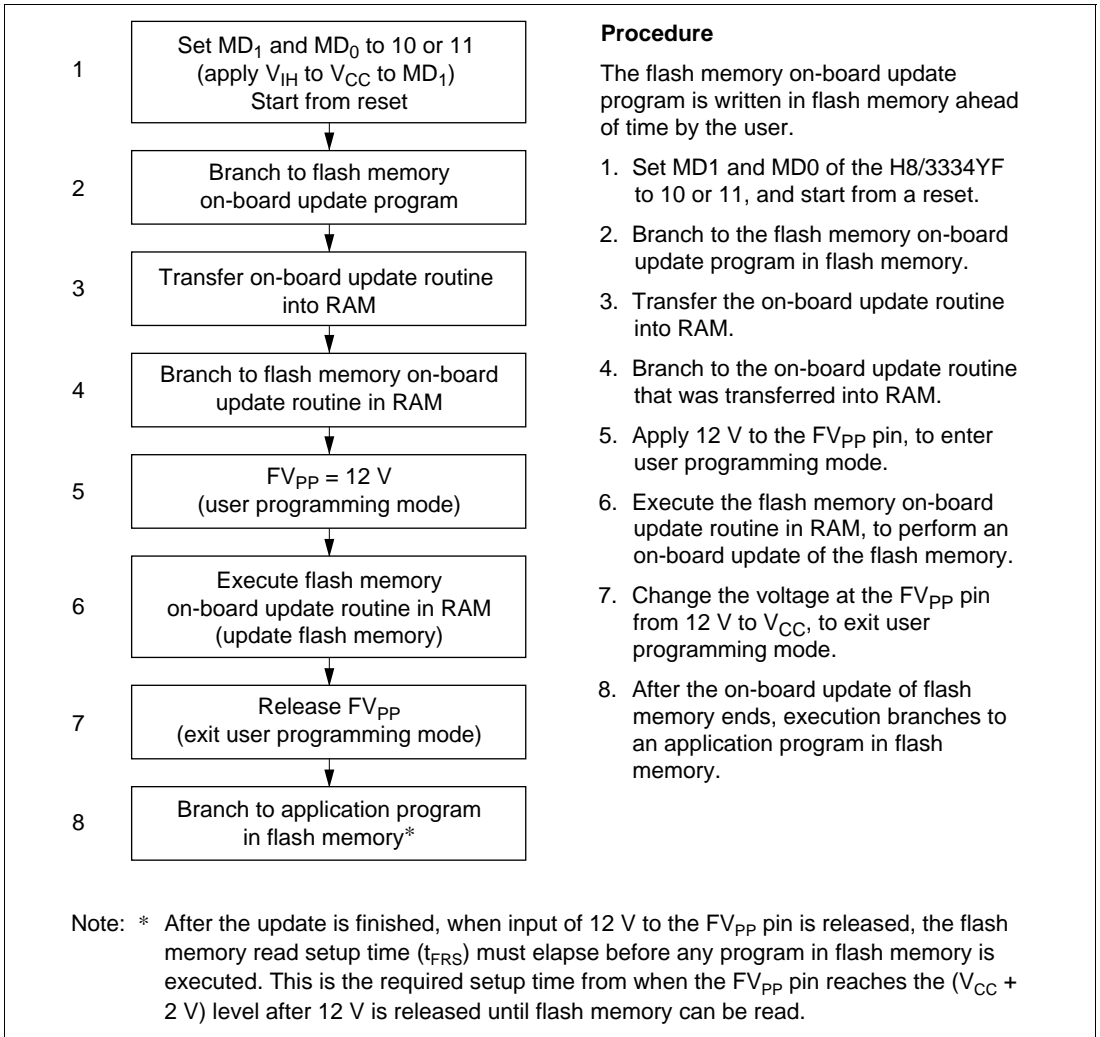 1
Set MD1 and MD0 to 10 or 11
(apply VIH to VCC to MD1)
Start from reset
2
Branch to flash memory
on-board update program
3
Transfer on-board update routine
into RAM
4
Branch to flash memory on-board
update routine in RAM
5
FVPP = 12 V
(user programming mode)
6
Execute flash memory
on-board update routine in RAM
(update flash memory)
7
Release FVPP
(exit user programming mode)
8
Branch to application program
in flash memory*
Procedure
The flash memory on-board update
program is written in flash memory ahead
of time by the user.
1. Set MD1 and MD0 of the H8/3334YF
to 10 or 11, and start from a reset.
2. Branch to the flash memory on-board
update program in flash memory.
3. Transfer the on-board update routine
into RAM.
4. Branch to the on-board update routine
that was transferred into RAM.
5. Apply 12 V to the FVPP pin, to enter
user programming mode.
6. Execute the flash memory on-board
update routine in RAM, to perform an
on-board update of the flash memory.
7. Change the voltage at the FVPP pin
from 12 V to VCC, to exit user
programming mode.
8. After the on-board update of flash
memory ends, execution branches to
an application program in flash
memory.
Note: * After the update is finished, when input of 12 V to the FVPP pin is released, the flash
memory read setup time (tFRS) must elapse before any program in flash memory is
executed. This is the required setup time from when the FVPP pin reaches the (VCC +
2 V) level after 12 V is released until flash memory can be read.